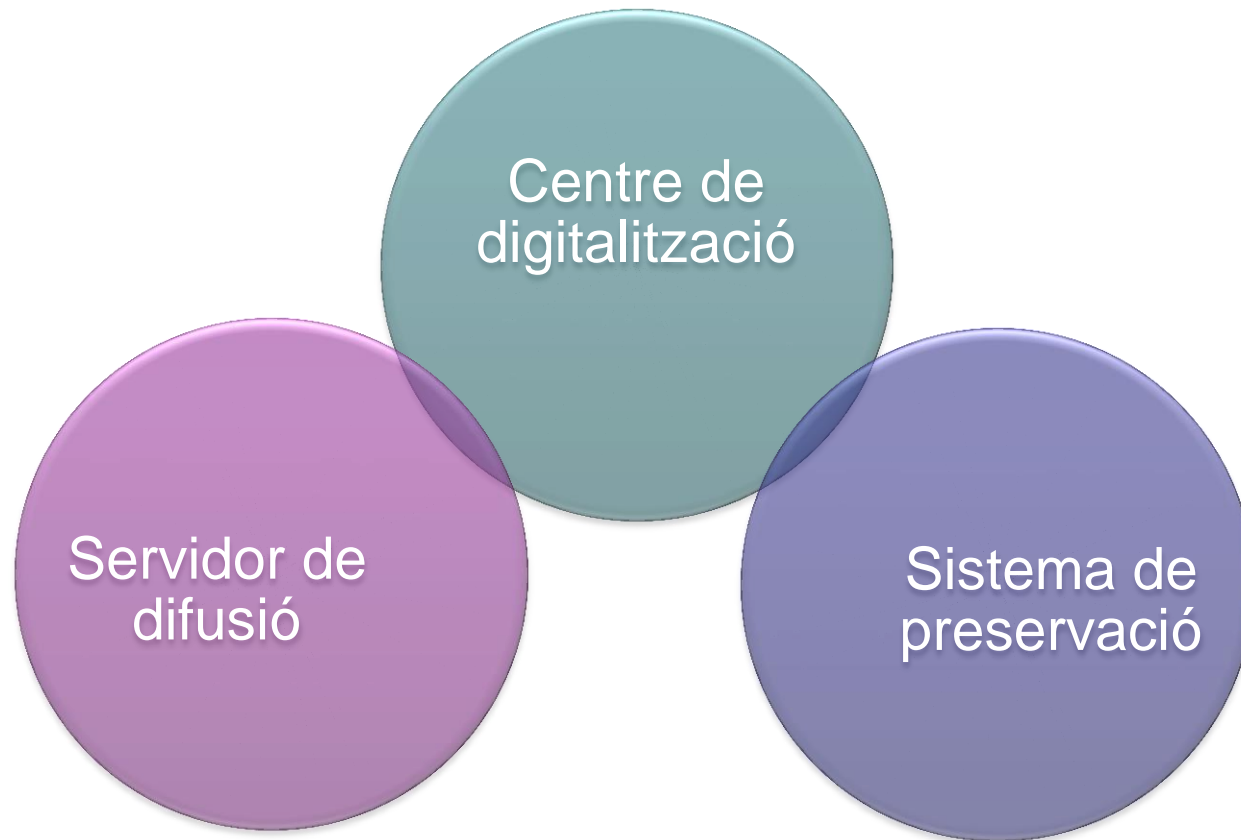 Centre de
digitalització
Servidor de
difusió
Sistema de
preservació